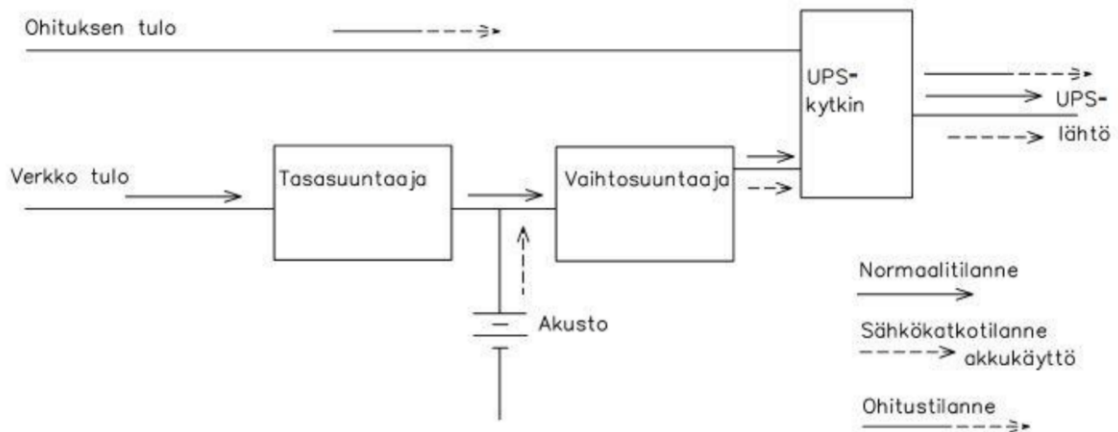 Ohituksen tulo
UPS-
kytkin
UPS-
lähtö
Verkko tulo
Tasasuuntaaja
Vaihtosuuntaaja
Akusto
Normaalitilanne
Sähkökatkotilanne
akkukäyttö
Ohitustilanne